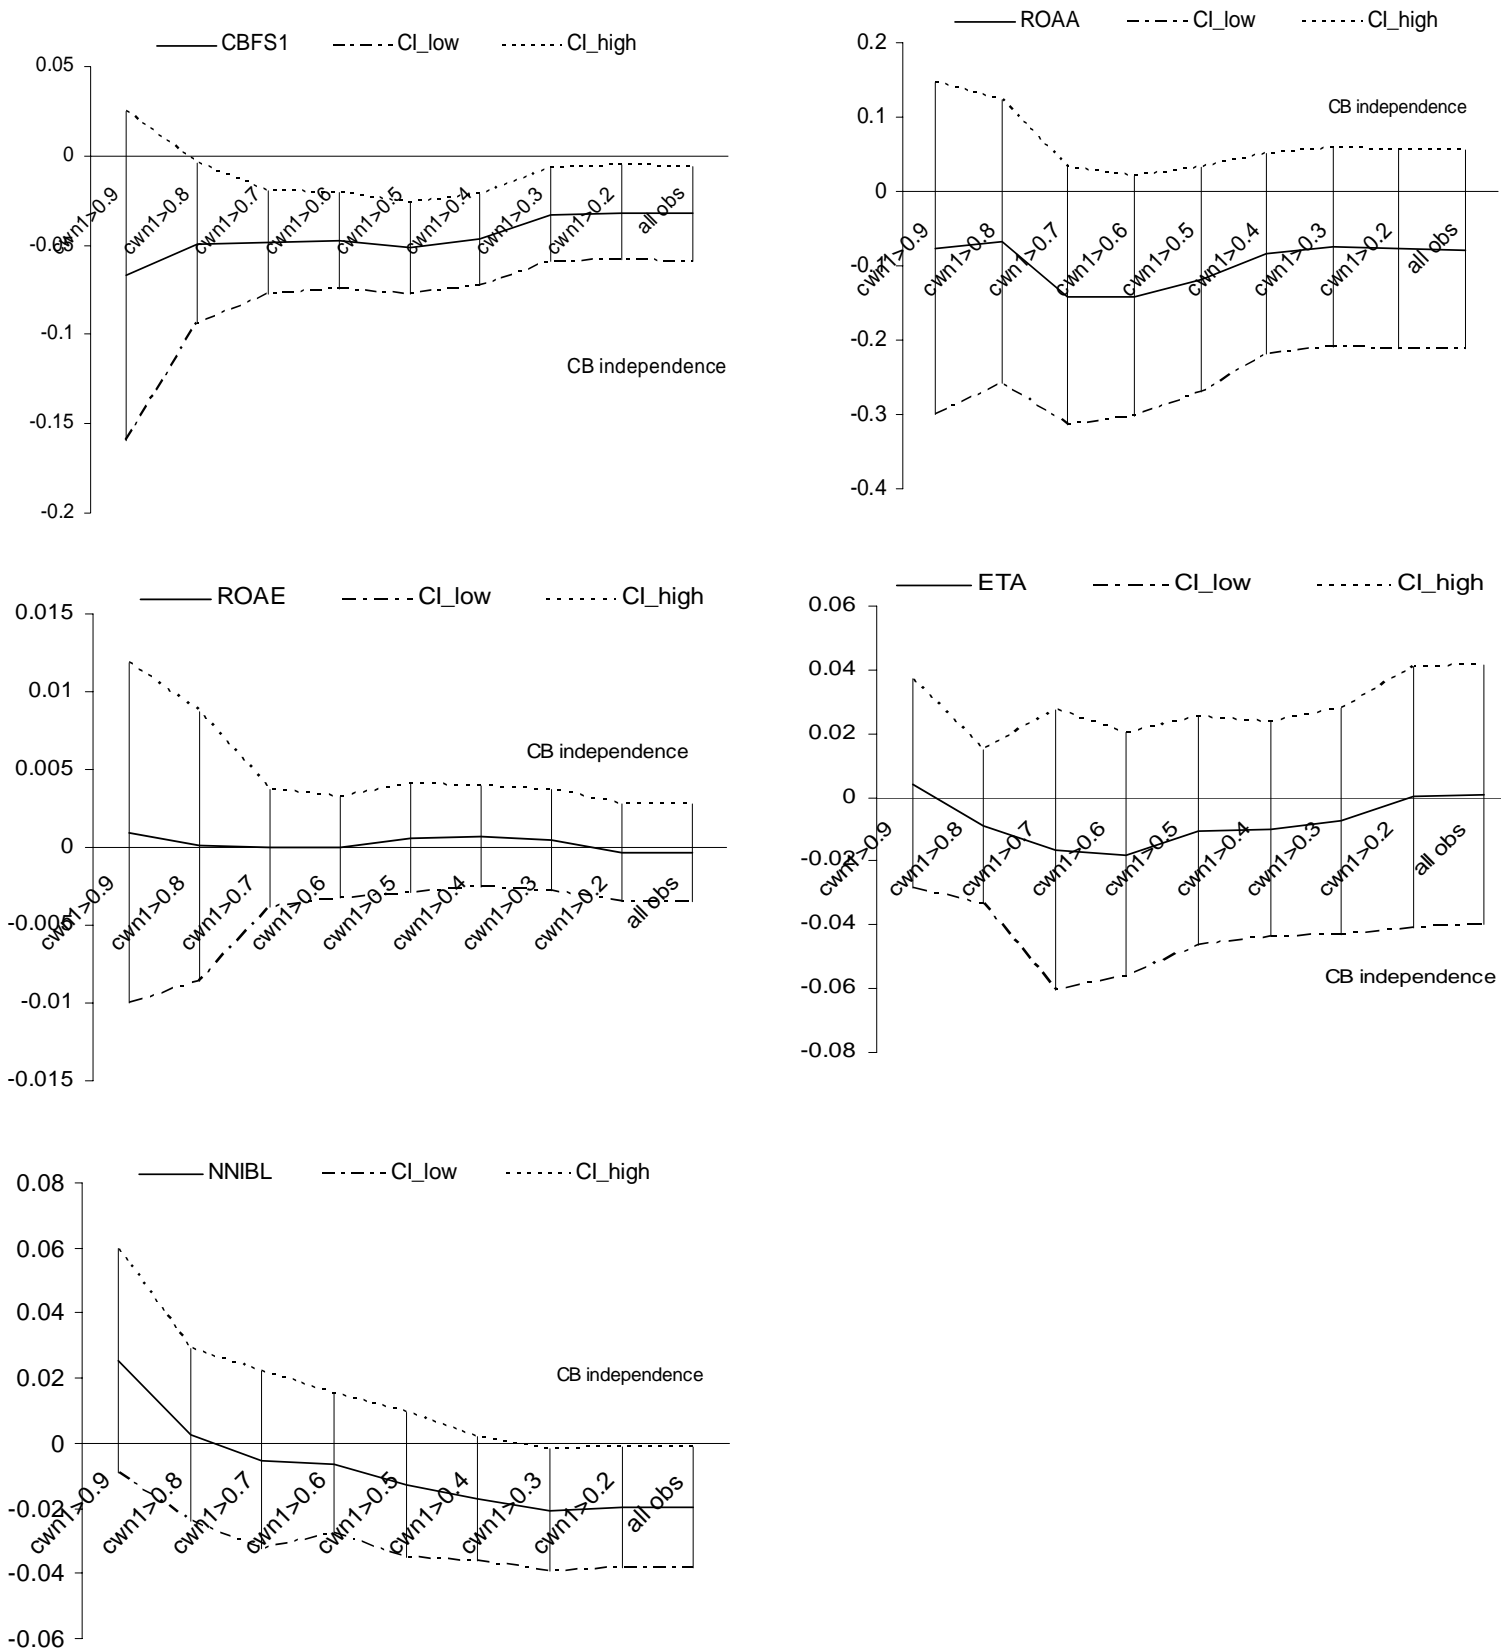 CBFS1 CI_low CI_high
0.05
0
-0.05
-0.1
-0.15
-0.2
cwn1>0.9 cwn1>0.8 cwn1>0.7 cwn1>0.6 cwn1>0.5 cwn1>0.4 cwn1>0.3 cwn1>0.2 all obs
CB independence
ROAA CI_low CI_high
0.2
0.1
0
-0.1
-0.2
-0.3
-0.4
cwn1>0.9 cwn1>0.8 cwn1>0.7 cwn1>0.6 cwn1>0.5 cwn1>0.4 cwn1>0.3 cwn1>0.2 all obs
CB independence
ROAE CI_low CI_high
0.015
0.01
0.005
0
-0.005
-0.01
-0.015
cwn1>0.9 cwn1>0.8 cwn1>0.7 cwn1>0.6 cwn1>0.5 cwn1>0.4 cwn1>0.3 cwn1>0.2 all obs
CB independence
ETA CI_low CI_high
0.06
0.04
0.02
0
-0.02
-0.04
-0.06
-0.08
cwn1>0.9 cwn1>0.8 cwn1>0.7 cwn1>0.6 cwn1>0.5 cwn1>0.4 cwn1>0.3 cwn1>0.2 all obs
CB independence
NNIBL CI_low CI_high
0.08
0.06
0.04
0.02
0
-0.02
-0.04
-0.06
cwn1>0.9 cwn1>0.8 cwn1>0.7 cwn1>0.6 cwn1>0.5 cwn1>0.4 cwn1>0.3 cwn1>0.2 all obs
CB independence